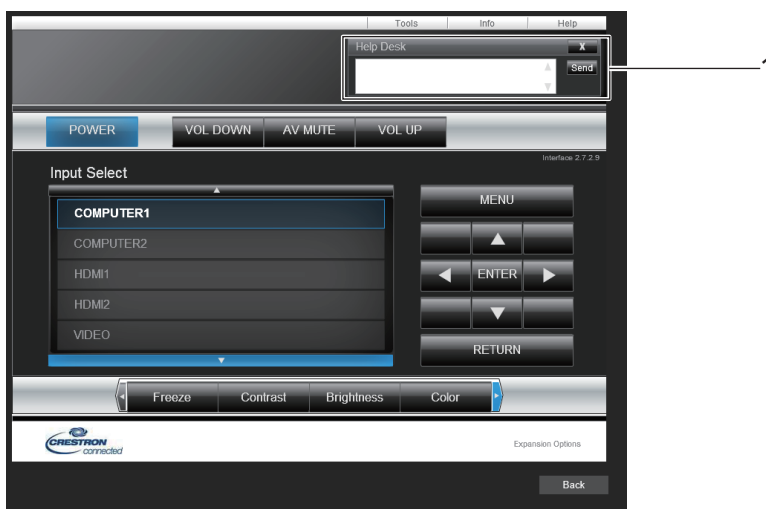 Tools Info Help
Help Desk X
Send
1
POWER VOL DOWN AV MUTE VOL UP
Interface 2.7.2.9
Input Select
MENU
COMPUTER1
COMPUTER2
HDMI1 ENTER
HDMI2
VIDEO
RETURN
Freeze Contrast Brightness Color
CRESTRON
connected
Expansion Options
Back